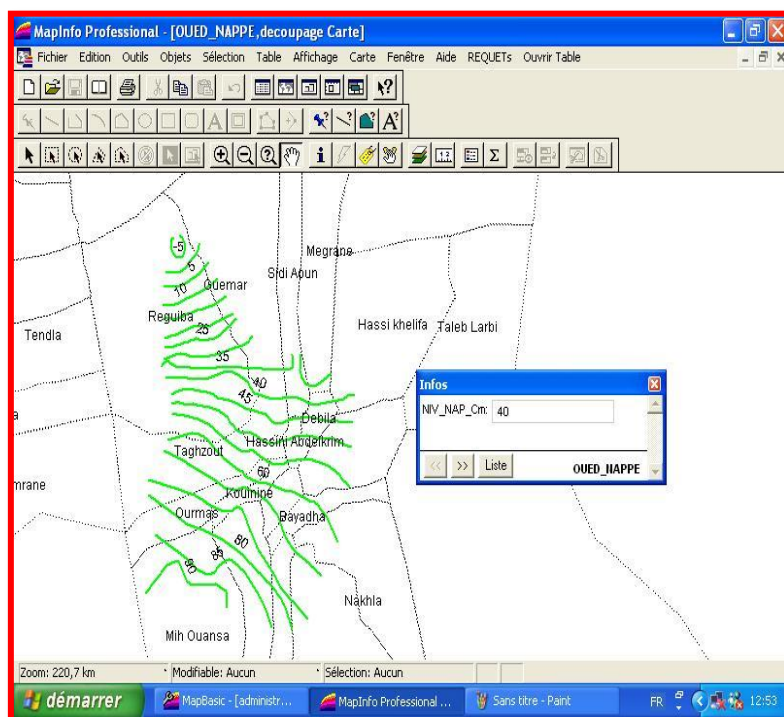 MapInfo Professional - [OUED_NAPPE,decoupage Carte]
Fichier Edition Outils Objets Sélection Table Affichage Carte Fenêtre Aide REQUETs Ouvrir Table
Megrane
-5
5
Sidi Aoun
Guemar
10
Reguiba
Hassi khelifa Taleb Larbi
25
Tendla
35
40
45
Infos
NIV_NAP_Cm: 40
Debila
Hassini Abdelkrim
Taghzout
<< >> Liste OUED_NAPPE
60
mrane
Kouinine
Ourmas
Bayadha
80
85
90
Nakhla
Mih Ouansa
Zoom: 220,7 km Modifiable: Aucun Sélection: Aucun
démarrer MapBasic - [administr... MapInfo Professional ... Sans titre - Paint FR 12:53